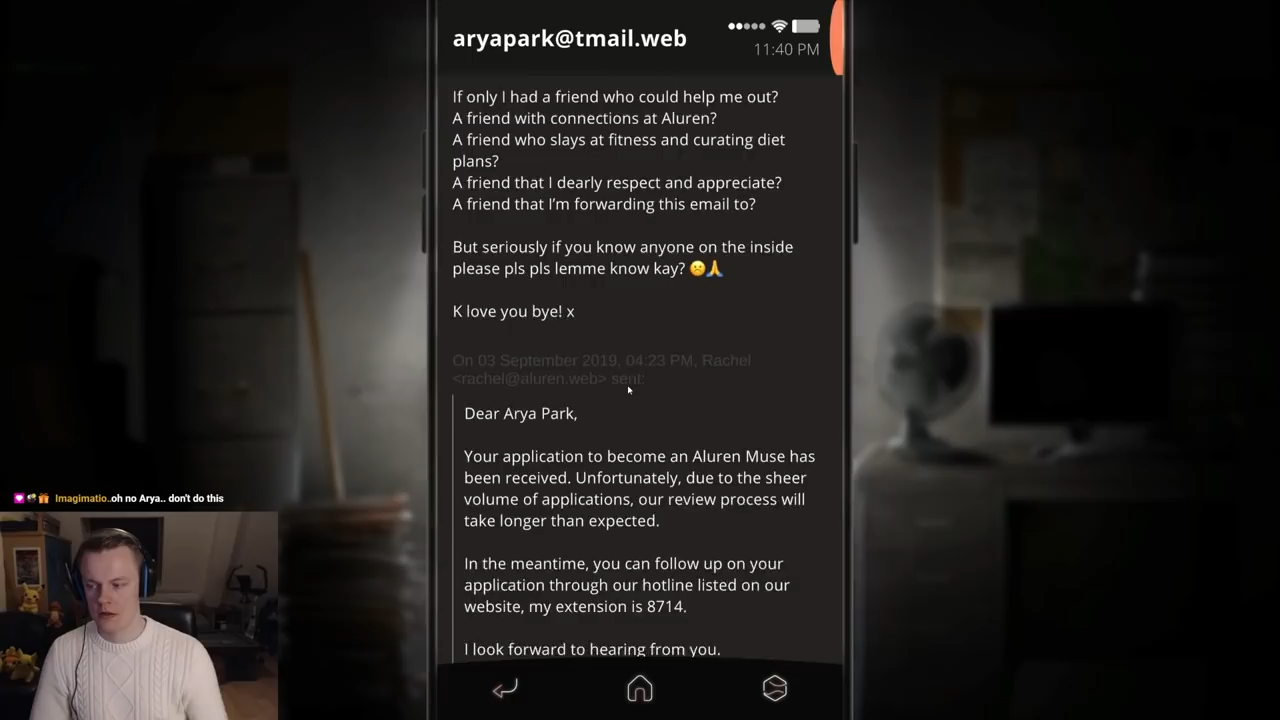 aryapark@tmail.web
11:40 PM
If only I had a friend who could help me out?
A friend with connections at Aluren?
A friend who slays at fitness and curating diet
plans?
A friend that I dearly respect and appreciate?
A friend that I'm forwarding this email to?
But seriously if you know anyone on the inside
please pls pls lemme know kay? ☹️🙏
K love you bye! x
On 03 September 2019, 04:23 PM, Rachel
<rachel@aluren.web> sent:
Dear Arya Park,
Your application to become an Aluren Muse has
been received. Unfortunately, due to the sheer
volume of applications, our review process will
take longer than expected.
In the meantime, you can follow up on your
application through our hotline listed on our
website, my extension is 8714.
I look forward to hearing from you.
Imagimatio..oh no Arya.. don't do this